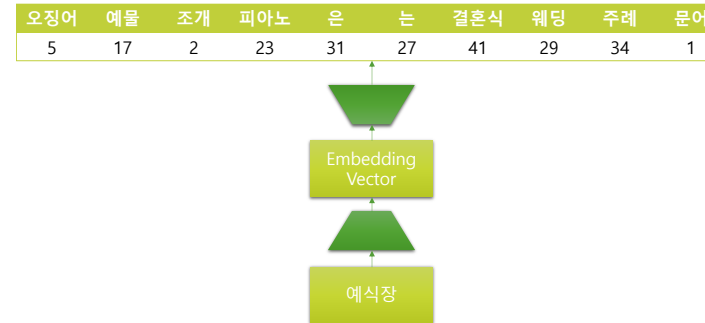 오징어 예물 조개 피아노 은 는 결혼식 웨딩 주례 문어
5 17 2 23 31 27 41 29 34 1
Embedding
Vector
예식장